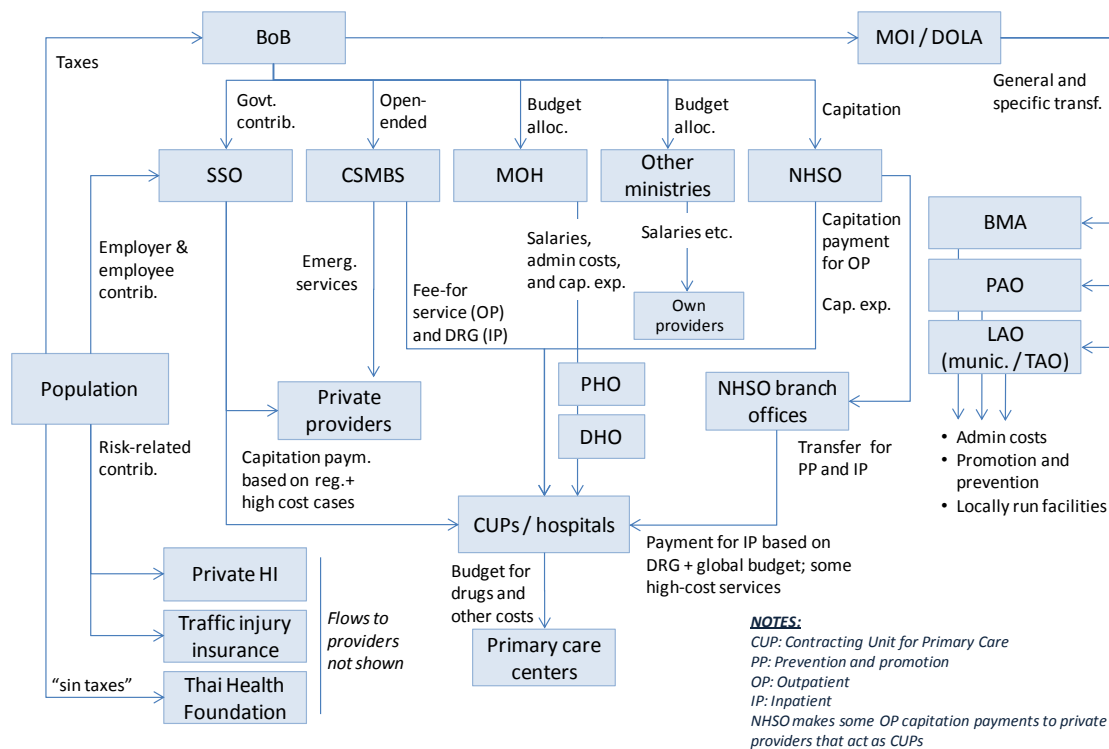 BoB
MOI / DOLA
Taxes
General and
specific transf.
Govt.
contrib.
Open-
ended
Budget
alloc.
Budget
alloc.
Capitation
SSO
CSMBS
MOH
Other
ministries
NHSO
BMA
PAO
LAO
(munic. / TAO)
Employer &
employee
contrib.
Emerg.
services
Fee-for
service (OP)
and DRG (IP)
Salaries,
admin costs,
and cap. exp.
Salaries etc.
Own
providers
Capitation
payment
for OP
Cap. exp.
Population
Private
providers
PHO
DHO
NHSO branch
offices
Risk-related
contrib.
Capitation paym.
based on reg.+
high cost cases
Transfer for
PP and IP
• Admin costs
• Promotion and
prevention
• Locally run facilities
CUPs / hospitals
Payment for IP based on
DRG + global budget; some
high-cost services
Private HI
Traffic injury
insurance
“sin taxes”
Thai Health
Foundation
Flows to
providers
not shown
Budget for
drugs and
other costs
Primary care
centers
NOTES:
CUP: Contracting Unit for Primary Care
PP: Prevention and promotion
OP: Outpatient
IP: Inpatient
NHSO makes some OP capitation payments to private
providers that act as CUPs